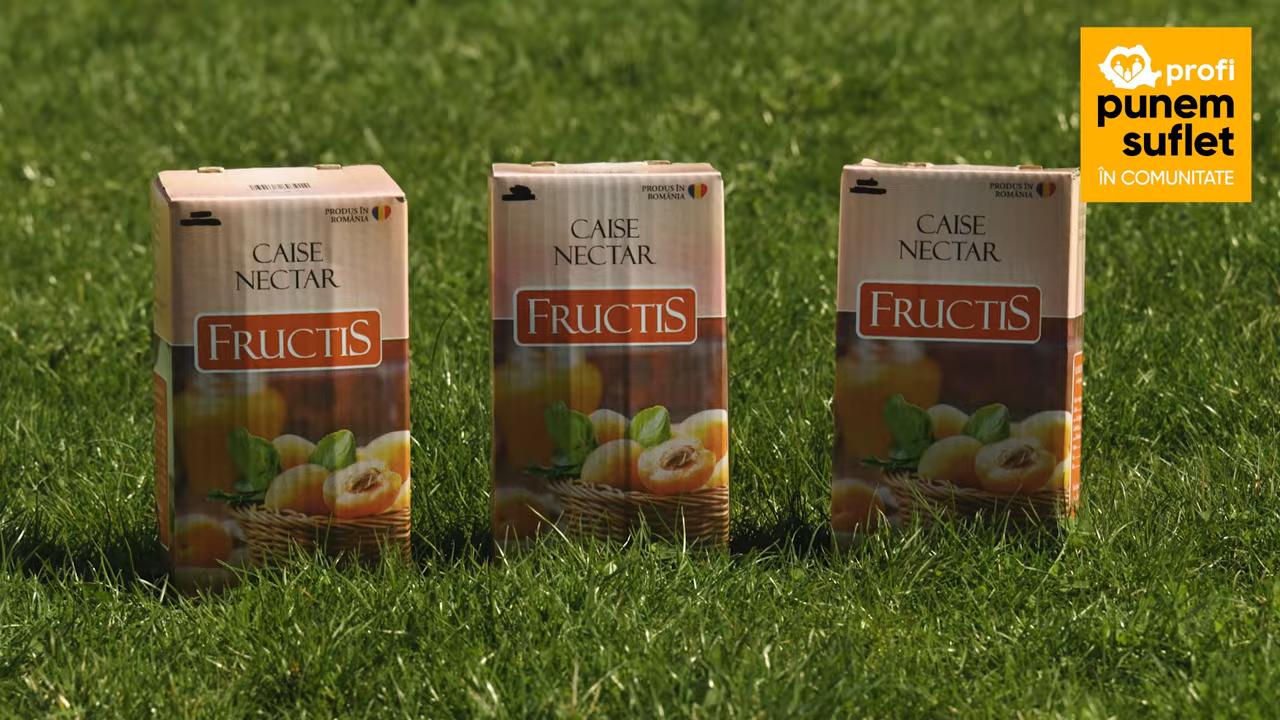 PRODUS ÎN
ROMÂNIA
CAISE
NECTAR
FRUCTIS
PRODUS ÎN
ROMÂNIA
CAISE
NECTAR
FRUCTIS
PRODUS ÎN
ROMÂNIA
CAISE
NECTAR
FRUCTIS
profi
punem
suflet
ÎN COMUNITATE